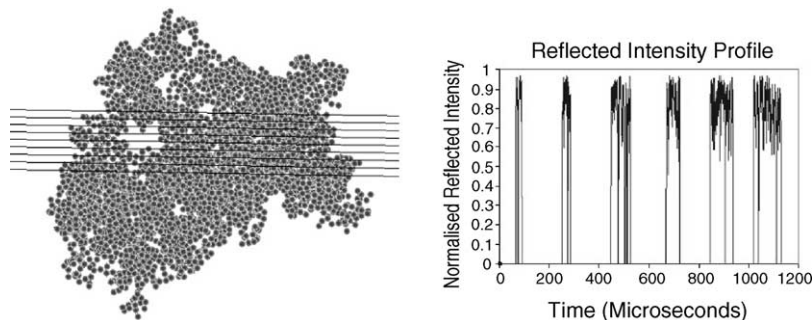 Reflected Intensity Profile
Normalised Reflected Intensity
1
0.9
0.8
0.7
0.6
0.5
0.4
0.3
0.2
0.1
0
0 200 400 600 800 1000 1200
Time (Microseconds)